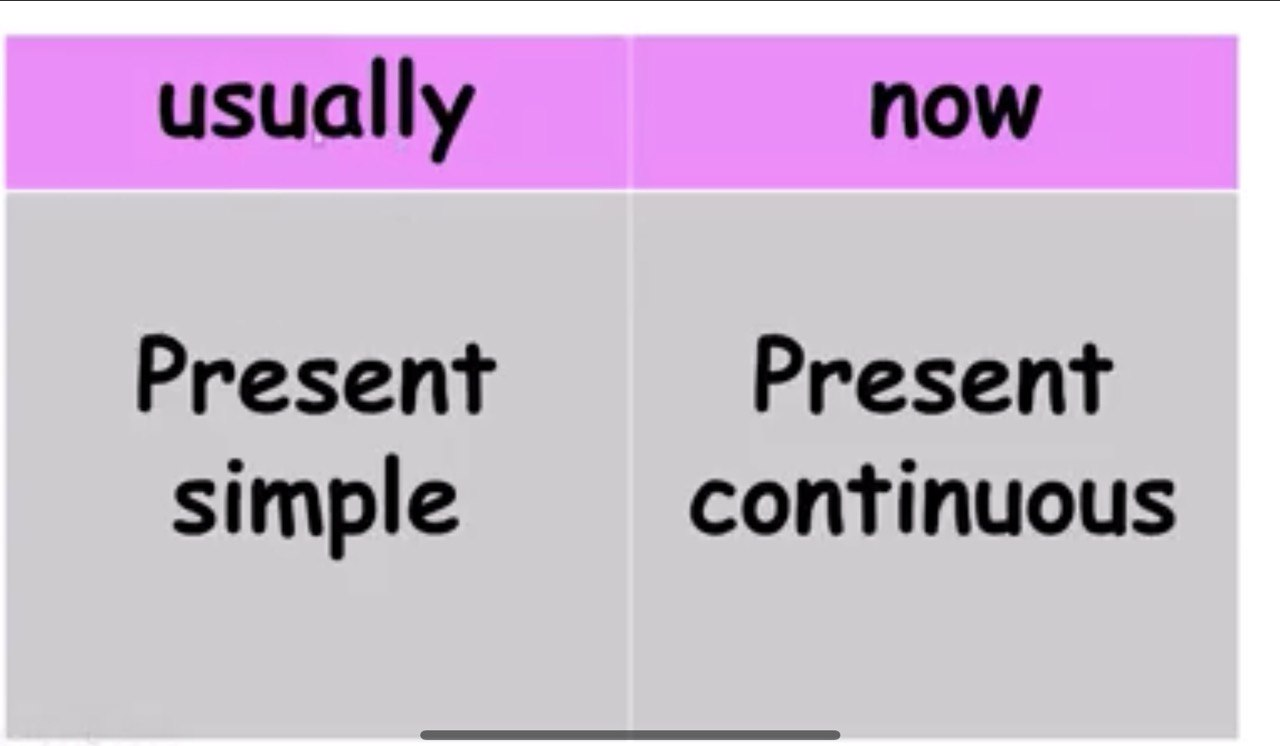 usually
now
Present
simple
Present
continuous